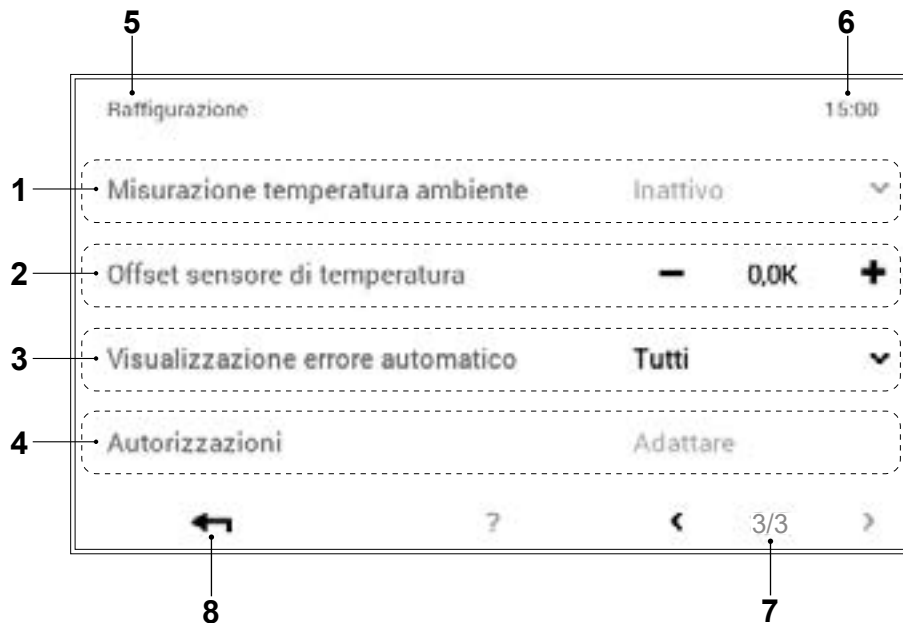 5 6
Raffigurazione 15:00
1 Misurazione temperatura ambiente Inattivo
2 Offset sensore di temperatura − 0,0K +
3 Visualizzazione errore automatico Tutti
4 Autorizzazioni Adattare
? < 3/3 >
8 7